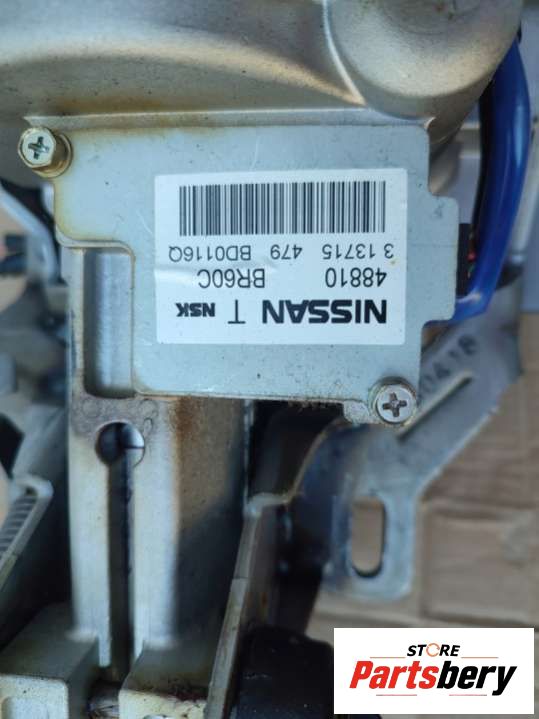 NISSAN T NSK
48810 BR60C
3 13715 479 BD0116Q
STORE
Partsbery